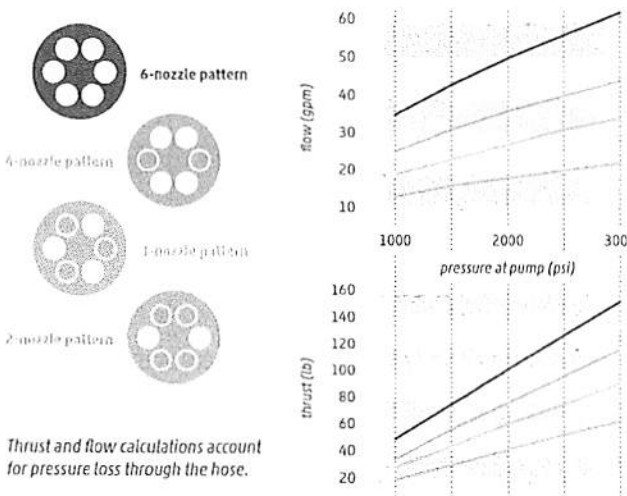 6-nozzle pattern
4-nozzle pattern
3-nozzle pattern
2-nozzle pattern
Thrust and flow calculations account
for pressure loss through the hose.
flow (gpm)
60
50
40
30
20
10
1000
2000
300
pressure at pump (psi)
thrust (lb)
160
140
120
100
80
60
40
20